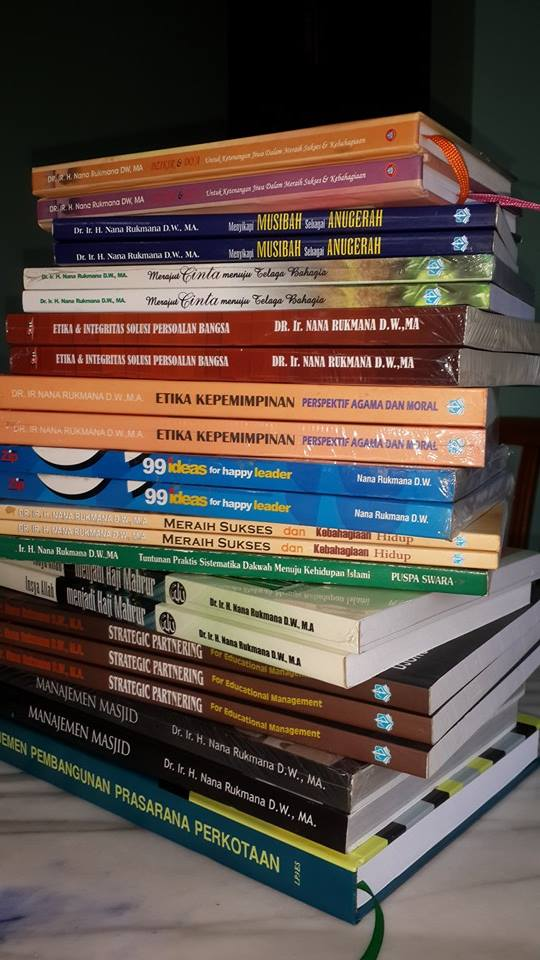 DR. IR. H. Nana Rukmana DW, MA DZIKIR & DO'A Untuk Ketenangan Jiwa Dalam Meraih Sukses & Kebahagiaan
DR. IR. H. Nana Rukmana DW, MA & Untuk Ketenangan Jiwa Dalam Meraih Sukses & Kebahagiaan
Dr. Ir. H. Nana Rukmana D.W., MA. Menyikapi MUSIBAH Sebagai ANUGERAH
Dr. Ir. H. Nana Rukmana D.W., MA. Menyikapi MUSIBAH Sebagai ANUGERAH
Dr. Ir. H. Nana Rukmana D.W., MA. Merajut Cinta menuju Telaga Bahagia
Dr. Ir. H. Nana Rukmana D.W., MA. Merajut Cinta menuju Telaga Bahagia
ETIKA & INTEGRITAS SOLUSI PERSOALAN BANGSA DR. IR. NANA RUKMANA D.W.,MA
ETIKA & INTEGRITAS SOLUSI PERSOALAN BANGSA DR. IR. NANA RUKMANA D.W.,MA
DR. IR NANA RUKMANA D.W.,M.A. ETIKA KEPEMIMPINAN PERSPEKTIF AGAMA DAN MORAL
DR. IR NANA RUKMANA D.W.,M.A. ETIKA KEPEMIMPINAN PERSPEKTIF AGAMA DAN MORAL
Zip 99 ideas for happy leader Nana Rukmana D.W.
Zip 99 ideas for happy leader Nana Rukmana D.W.
DR. Ir. H. NANA RUKMANA D.W., MA MERAIH SUKSES dan Kebahagiaan Hidup
DR. Ir. H. NANA RUKMANA D.W., MA MERAIH SUKSES dan Kebahagiaan Hidup
Ir. H. Nana Rukmana D.W.,MA Tuntunan Praktis Sistematika Dakwah Menuju Kehidupan Islami PUSPA SWARA
Insya Allah menjadi Haji Mabrur Dr. Ir. H. Nana Rukmana D.W., M.A
Insya Allah menjadi Haji Mabrur Dr. Ir. H. Nana Rukmana D.W., M.A
STRATEGIC PARTNERING For Educational Management
Nana Rukmana D.W., M.A. STRATEGIC PARTNERING For Educational Management
Nana Rukmana D.W., M.A. STRATEGIC PARTNERING For Educational Management
MANAJEMEN MASJID Dr. Ir. H. Nana Rukmana D.W., MA.
MANAJEMEN MASJID Dr. Ir. H. Nana Rukmana D.W., MA.
EMEN PEMBANGUNAN PRASARANA PERKOTAAN LP3ES